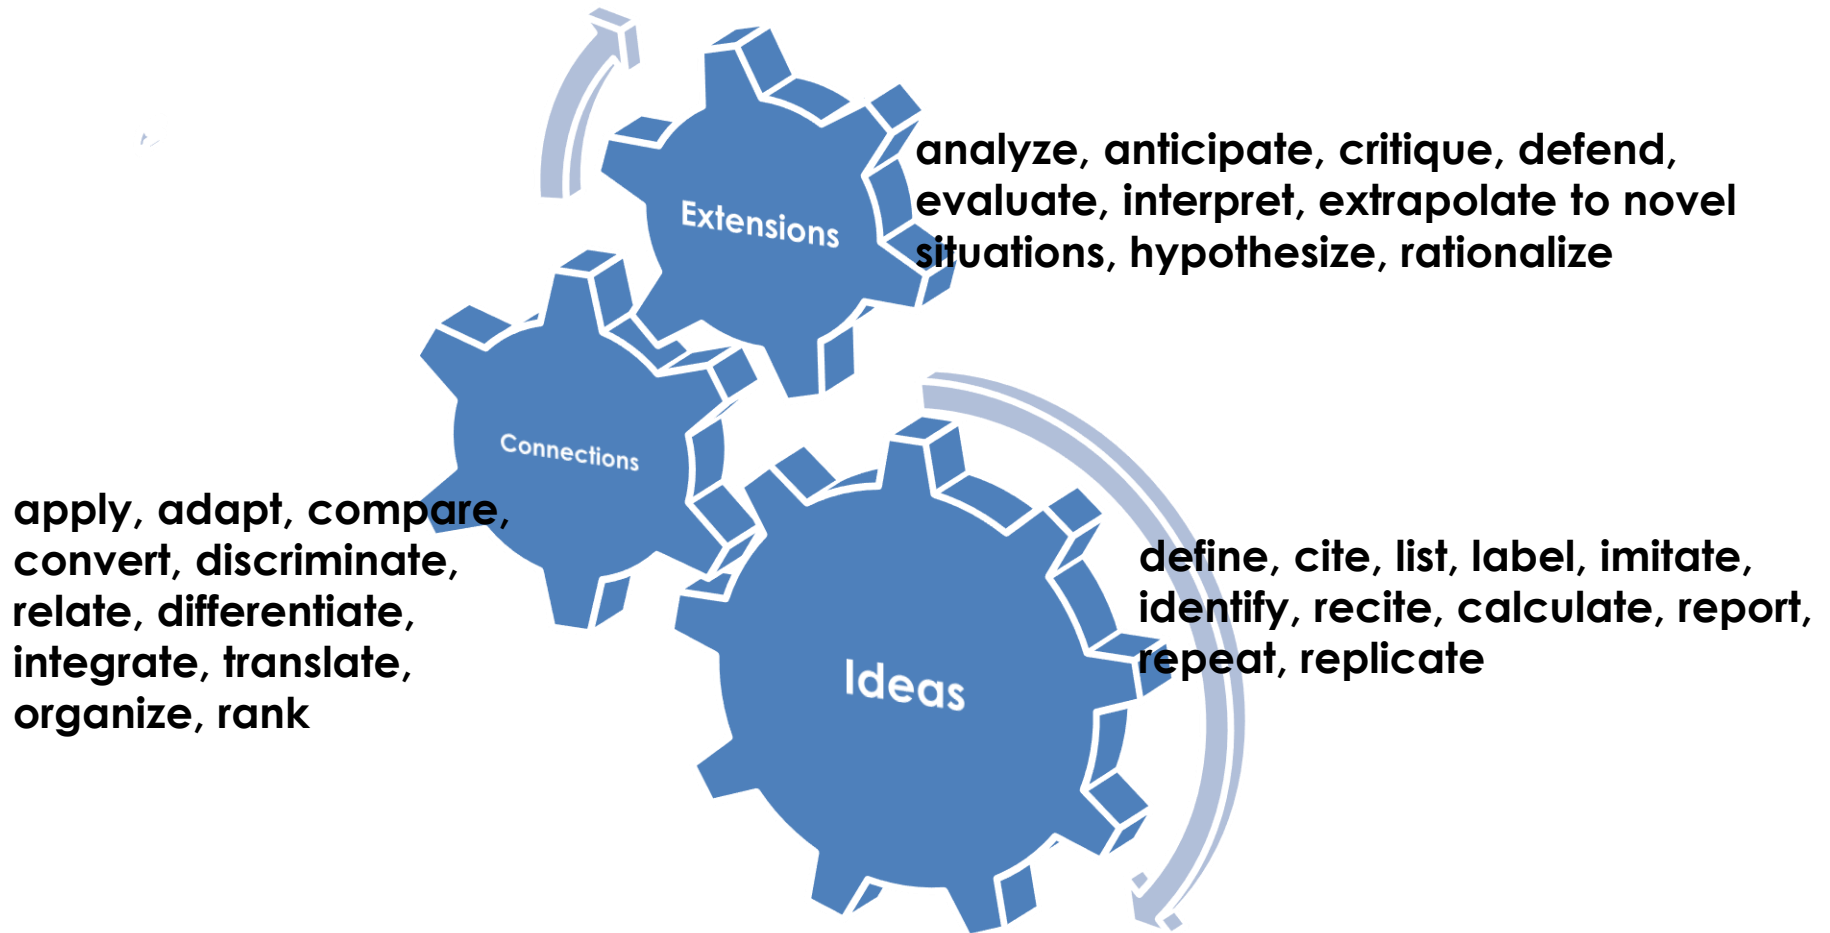 Extensions
analyze, anticipate, critique, defend,
evaluate, interpret, extrapolate to novel
situations, hypothesize, rationalize
Connections
apply, adapt, compare,
convert, discriminate,
relate, differentiate,
integrate, translate,
organize, rank
Ideas
define, cite, list, label, imitate,
identify, recite, calculate, report,
repeat, replicate